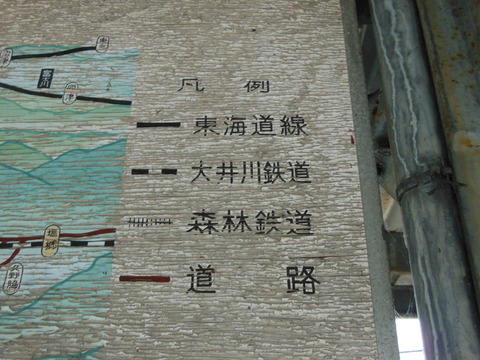 凡 例
東海道線
大井川鉄道
森林鉄道
道 路